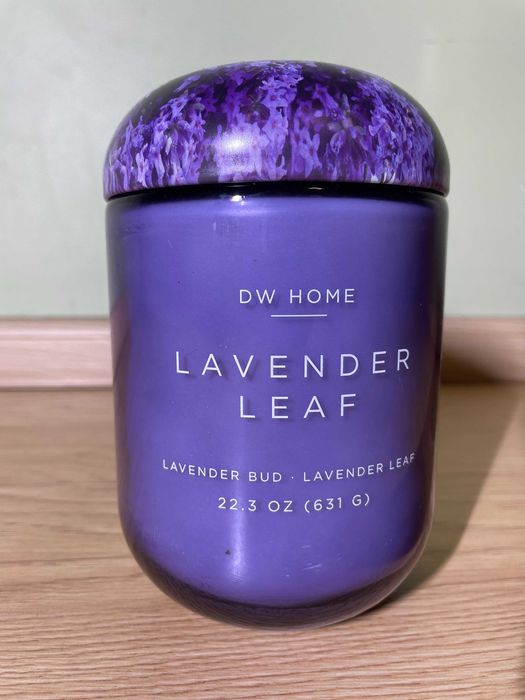 DW HOME
LAVENDER
LEAF
LAVENDER BUD · LAVENDER LEAF
22.3 OZ (631 G)